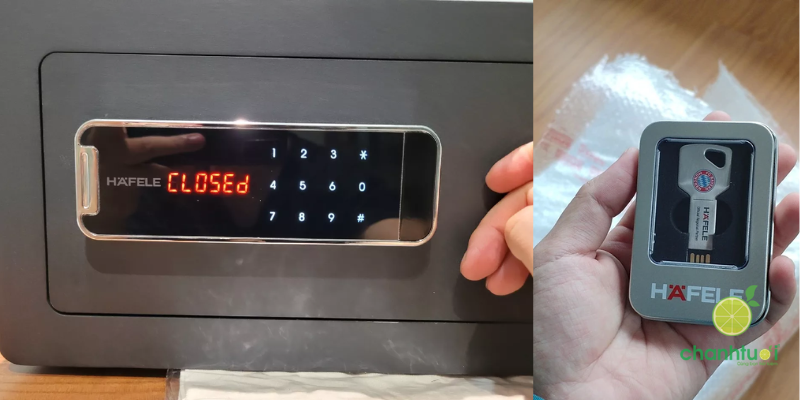 HÄFELE CLOSEd
1 2 3 *
4 5 6 0
7 8 9 #
HÄFELE
HÄFELE
chanhtuoi